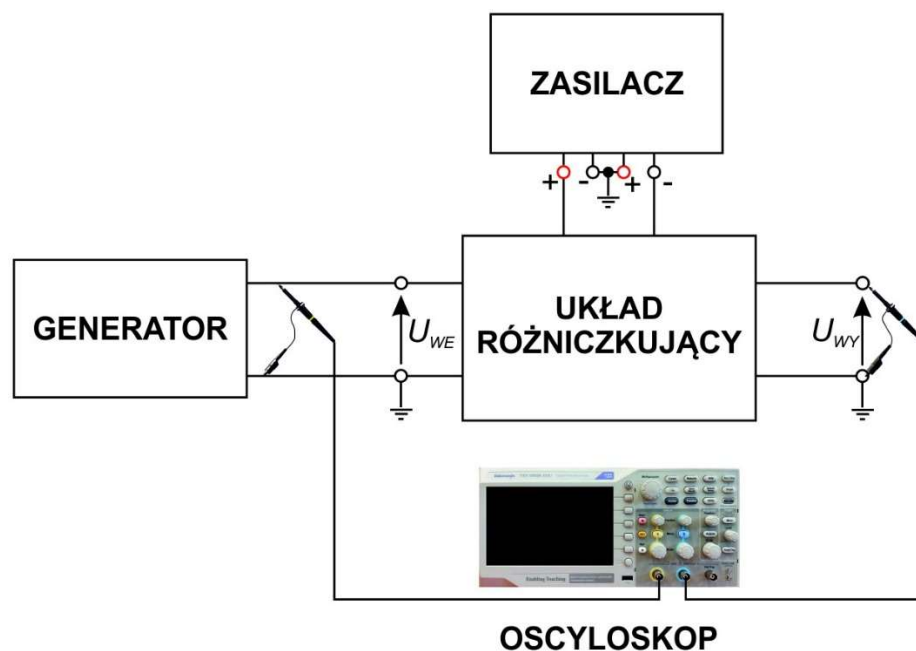 ZASILACZ
+ - + -
GENERATOR
U_WE
UKŁAD
RÓŻNICZKUJĄCY
U_WY
OSCYLOSKOP